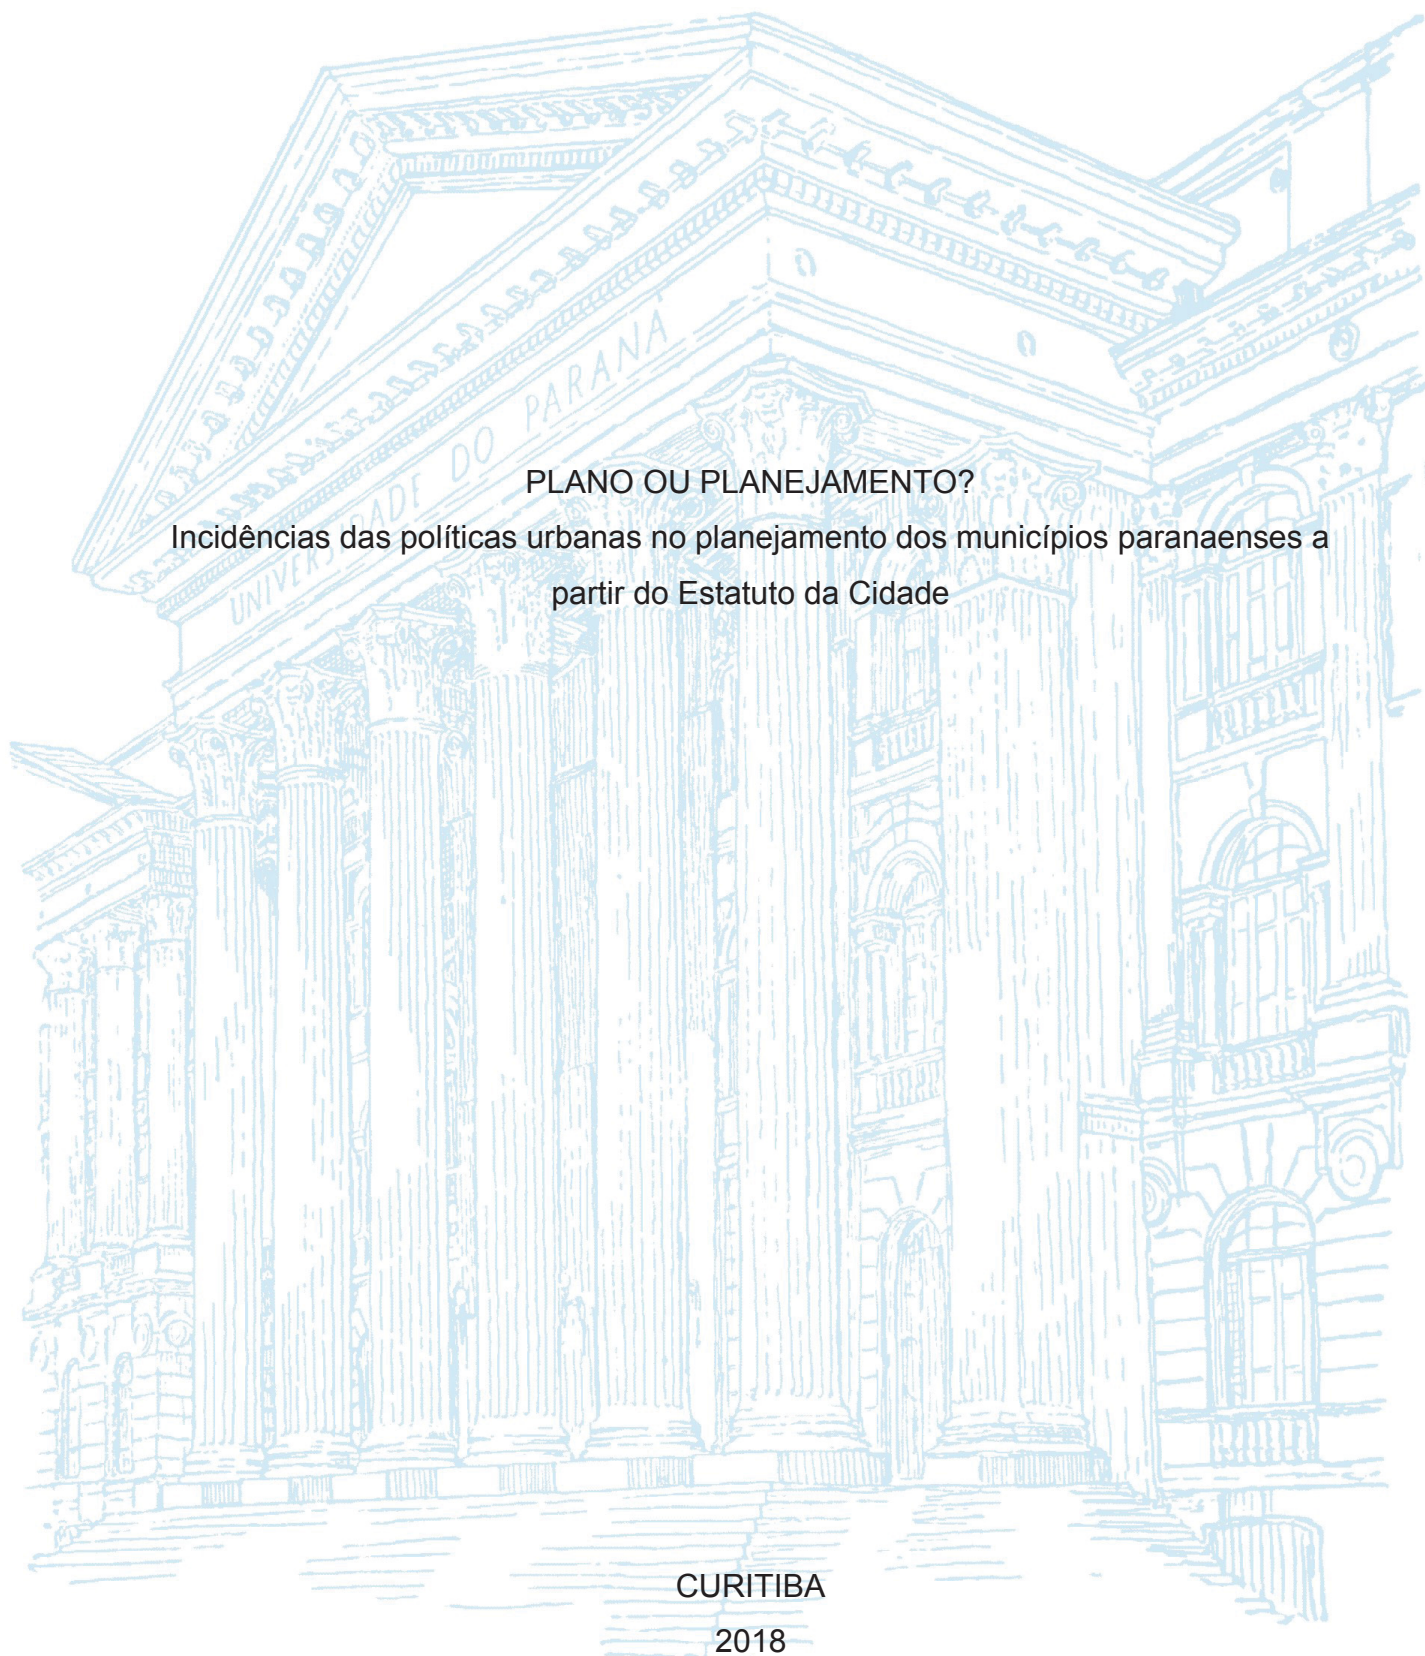 UNIVERSIDADE DO PARANÁ
PLANO OU PLANEJAMENTO?
Incidências das políticas urbanas no planejamento dos municípios paranaenses a
partir do Estatuto da Cidade
CURITIBA
2018